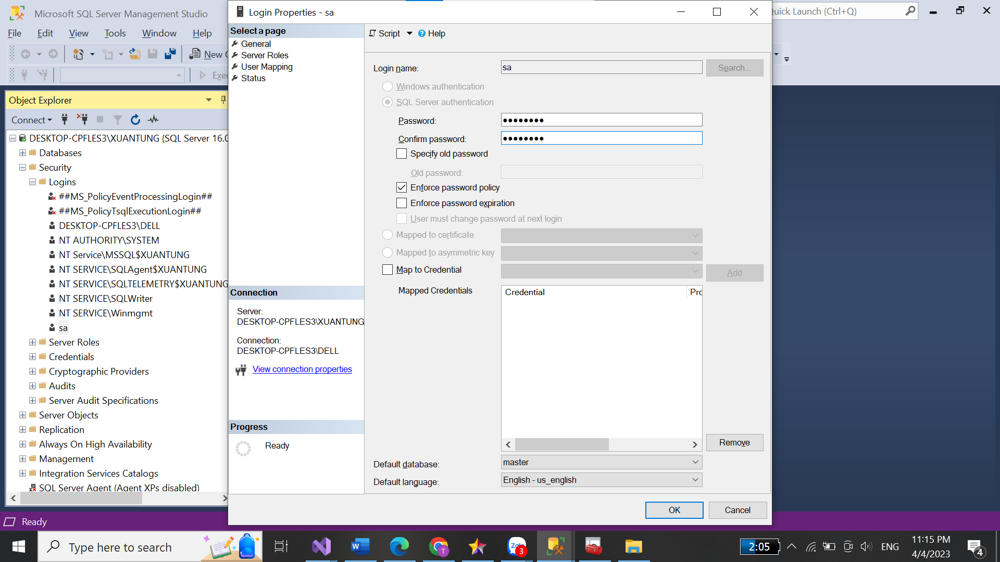 Microsoft SQL Server Management Studio
Quick Launch (Ctrl+Q)
File Edit View Tools Window Help
New
Object Explorer
Connect
DESKTOP-CPFLES3\XUANTUNG (SQL Server 16.0
Databases
Security
Logins
##MS_PolicyEventProcessingLogin##
##MS_PolicyTsqlExecutionLogin##
DESKTOP-CPFLES3\DELL
NT AUTHORITY\SYSTEM
NT Service\MSSQL$XUANTUNG
NT SERVICE\SQLAgent$XUANTUNG
NT SERVICE\SQLTELEMETRY$XUANTUNG
NT SERVICE\SQLWriter
NT SERVICE\Winmgmt
sa
Server Roles
Credentials
Cryptographic Providers
Audits
Server Audit Specifications
Server Objects
Replication
Always On High Availability
Management
Integration Services Catalogs
SQL Server Agent (Agent XPs disabled)
Ready
Login Properties - sa
Select a page
General
Server Roles
User Mapping
Status
Connection
Server:
DESKTOP-CPFLES3\XUANTUNG
Connection:
DESKTOP-CPFLES3\DELL
View connection properties
Progress
Ready
Script Help
Login name: sa Search...
Windows authentication
SQL Server authentication
Password: ●●●●●●●●
Confirm password: ●●●●●●●●
Specify old password
Old password:
Enforce password policy
Enforce password expiration
User must change password at next login
Mapped to certificate
Mapped to asymmetric key
Map to Credential Add
Mapped Credentials Credential
Remove
Default database: master
Default language: English - us_english
OK Cancel
Type here to search
Zalo 3
2:05 ENG 11:15 PM
4/4/2023 4